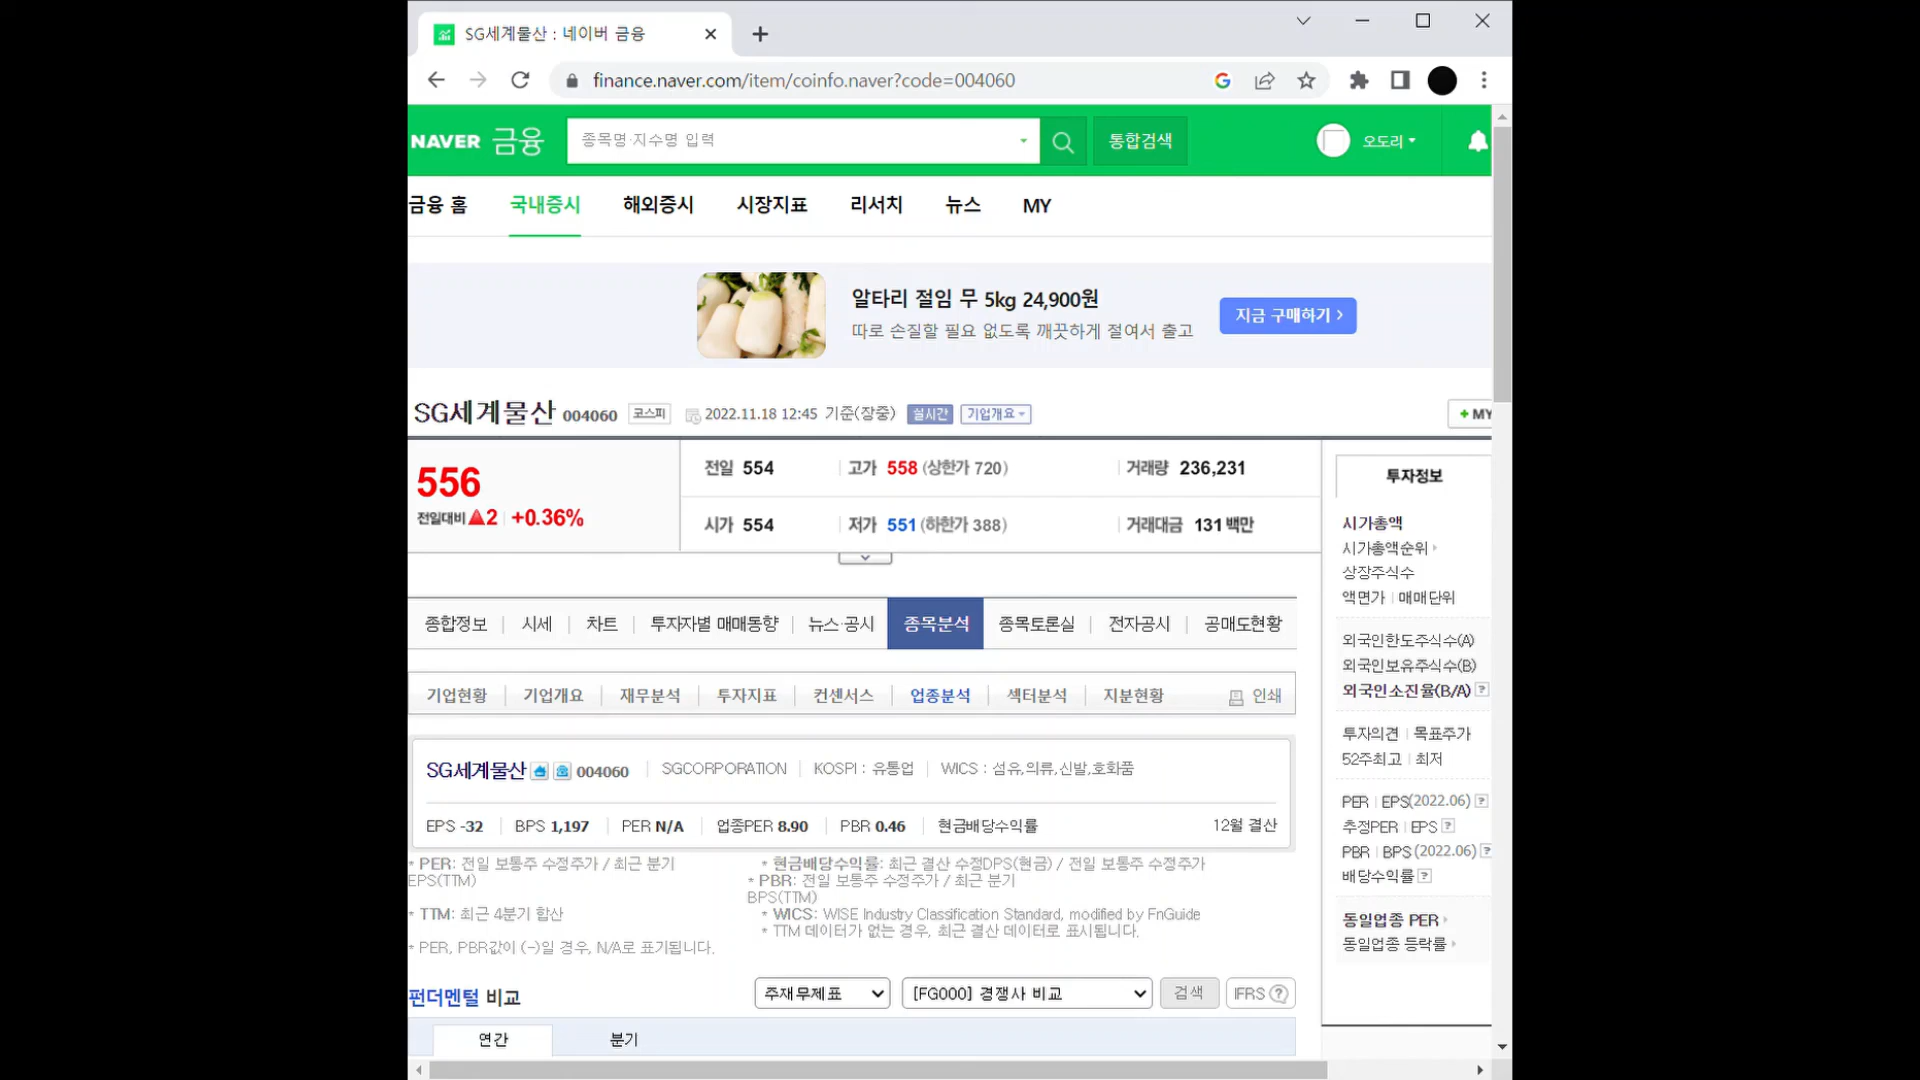 SG세계물산 : 네이버 금융
finance.naver.com/item/coinfo.naver?code=004060
NAVER 금융 종목명·지수명 입력 통합검색 오도리
금융 홈 국내증시 해외증시 시장지표 리서치 뉴스 MY
알타리 절임 무 5kg 24,900원
따로 손질할 필요 없도록 깨끗하게 절여서 출고
지금 구매하기 >
SG세계물산 004060 코스피 2022.11.18 12:45 기준(장중) 실시간 기업개요 + MY
556
전일대비 ▲2 +0.36%
전일 554 고가 558 (상한가 720) 거래량 236,231
시가 554 저가 551 (하한가 388) 거래대금 131 백만
종합정보 시세 차트 투자자별 매매동향 뉴스·공시 종목분석 종목토론실 전자공시 공매도현황
기업현황 기업개요 재무분석 투자지표 컨센서스 업종분석 섹터분석 지분현황 인쇄
SG세계물산 004060 SGCORPORATION KOSPI : 유통업 WICS : 섬유,의류,신발,호화품
EPS -32 BPS 1,197 PER N/A 업종PER 8.90 PBR 0.46 현금배당수익률 12월 결산
* PER: 전일 보통주 수정주가 / 최근 분기
EPS(TTM)
* TTM: 최근 4분기 합산
* PER, PBR값이 (-)일 경우, N/A로 표기됩니다.
* 현금배당수익률: 최근 결산 수정DPS(현금) / 전일 보통주 수정주가
* PBR: 전일 보통주 수정주가 / 최근 분기
BPS(TTM)
* WICS: WISE Industry Classification Standard, modified by FnGuide
* TTM 데이터가 없는 경우, 최근 결산 데이터로 표시됩니다.
펀더멘털 비교 주재무제표 [FG000] 경쟁사 비교 검색 IFRS ?
연간 분기
투자정보
시가총액
시가총액순위
상장주식수
액면가 매매단위
외국인한도주식수(A)
외국인보유주식수(B)
외국인소진율(B/A) ?
투자의견 목표주가
52주최고 최저
PER EPS(2022.06) ?
추정PER EPS ?
PBR BPS(2022.06) ?
배당수익률 ?
동일업종 PER
동일업종 등락률